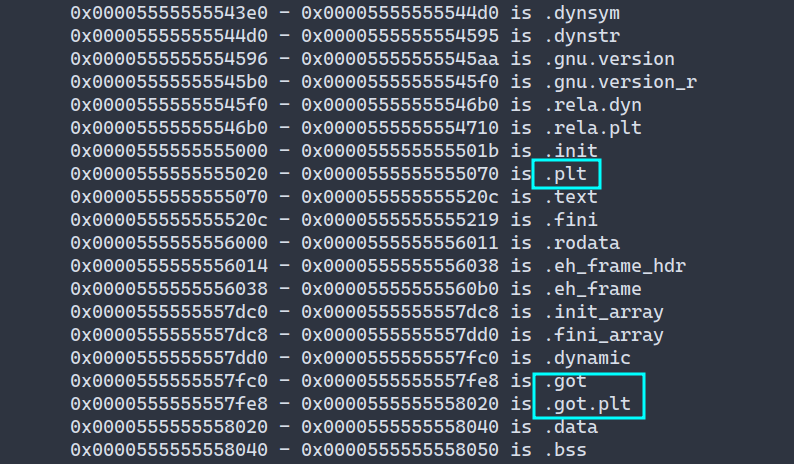 0x00005555555543e0 - 0x00005555555544d0 is .dynsym
0x00005555555544d0 - 0x0000555555554595 is .dynstr
0x0000555555554596 - 0x00005555555545aa is .gnu.version
0x00005555555545b0 - 0x00005555555545f0 is .gnu.version_r
0x00005555555545f0 - 0x00005555555546b0 is .rela.dyn
0x00005555555546b0 - 0x0000555555554710 is .rela.plt
0x0000555555555000 - 0x000055555555501b is .init
0x0000555555555020 - 0x0000555555555070 is .plt
0x0000555555555070 - 0x000055555555520c is .text
0x000055555555520c - 0x0000555555555219 is .fini
0x0000555555556000 - 0x0000555555556011 is .rodata
0x0000555555556014 - 0x0000555555556038 is .eh_frame_hdr
0x0000555555556038 - 0x00005555555560b0 is .eh_frame
0x0000555555557dc0 - 0x0000555555557dc8 is .init_array
0x0000555555557dc8 - 0x0000555555557dd0 is .fini_array
0x0000555555557dd0 - 0x0000555555557fc0 is .dynamic
0x0000555555557fc0 - 0x0000555555557fe8 is .got
0x0000555555557fe8 - 0x0000555555558020 is .got.plt
0x0000555555558020 - 0x0000555555558040 is .data
0x0000555555558040 - 0x0000555555558050 is .bss